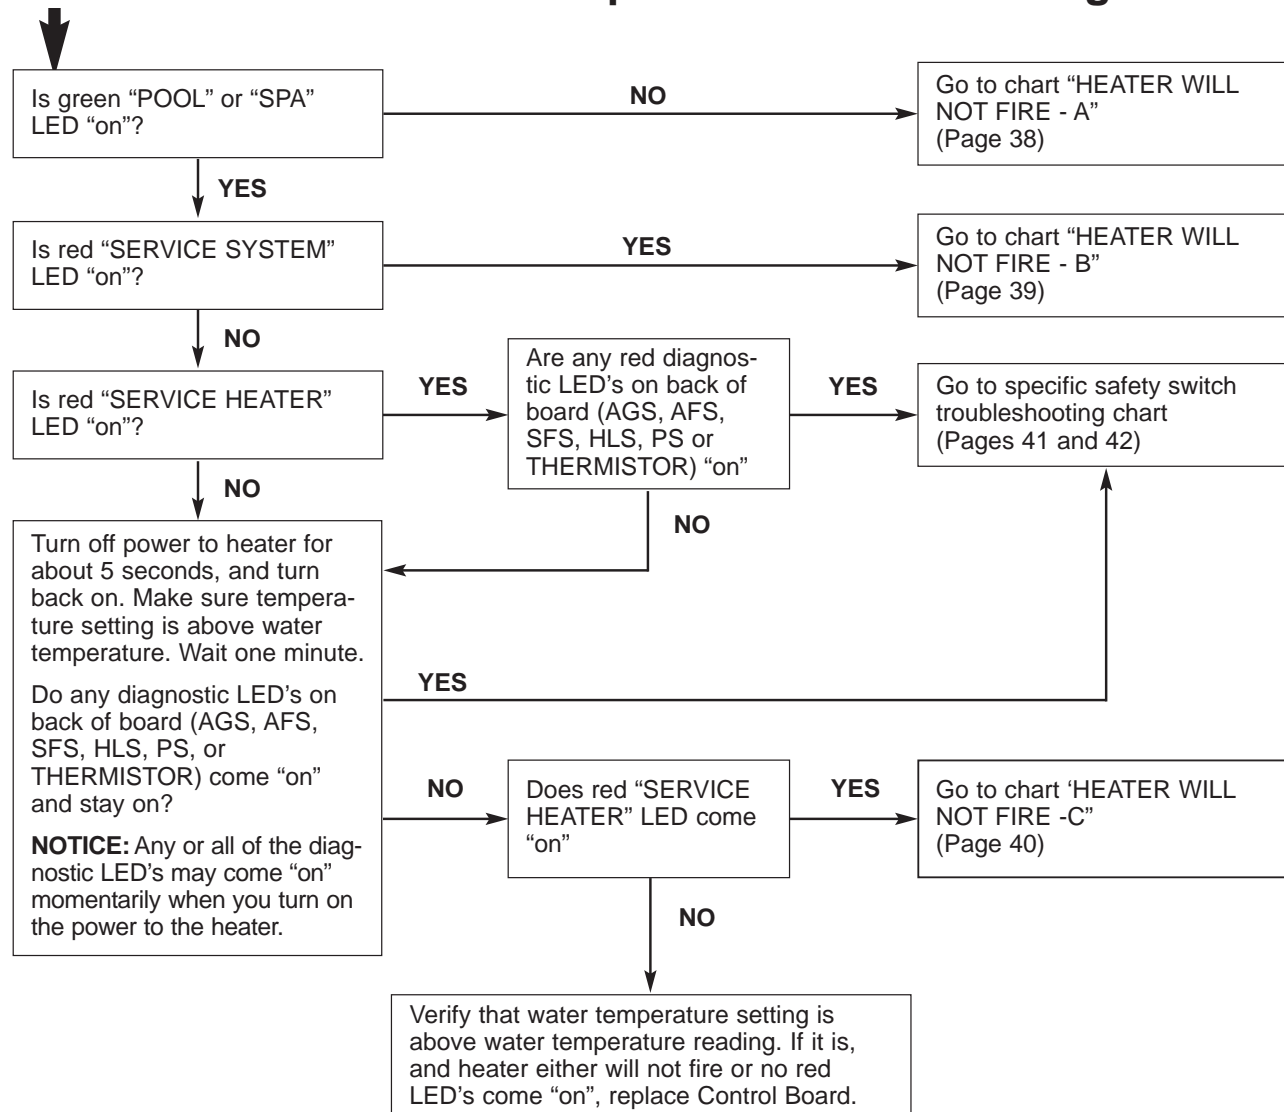 Is green “POOL” or “SPA”
LED “on”?
NO
Go to chart “HEATER WILL
NOT FIRE - A”
(Page 38)
YES
Is red “SERVICE SYSTEM”
LED “on”?
YES
Go to chart “HEATER WILL
NOT FIRE - B”
(Page 39)
NO
Is red “SERVICE HEATER”
LED “on”?
YES
Are any red diagnos-
tic LED’s on back of
board (AGS, AFS,
SFS, HLS, PS or
THERMISTOR) “on”
YES
Go to specific safety switch
troubleshooting chart
(Pages 41 and 42)
NO
NO
Turn off power to heater for
about 5 seconds, and turn
back on. Make sure tempera-
ture setting is above water
temperature. Wait one minute.
Do any diagnostic LED’s on
back of board (AGS, AFS,
SFS, HLS, PS, or
THERMISTOR) come “on”
and stay on?
NOTICE: Any or all of the diag-
nostic LED’s may come “on”
momentarily when you turn on
the power to the heater.
YES
NO
Does red “SERVICE
HEATER” LED come
“on”
YES
Go to chart ‘HEATER WILL
NOT FIRE -C”
(Page 40)
NO
Verify that water temperature setting is
above water temperature reading. If it is,
and heater either will not fire or no red
LED’s come “on”, replace Control Board.